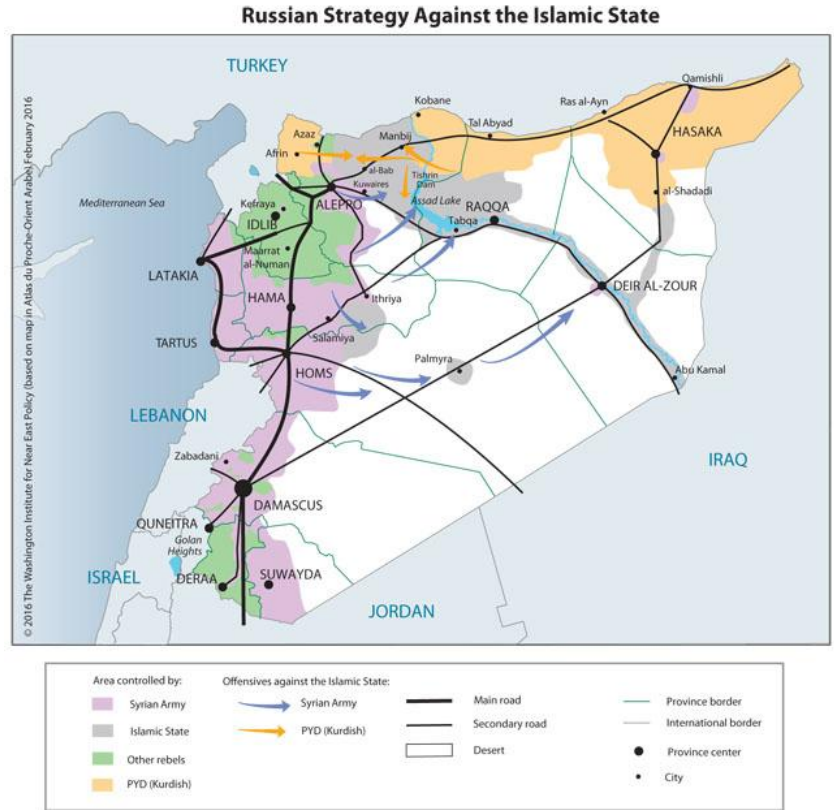 Russian Strategy Against the Islamic State
TURKEY
Qamishli
Kobane
Ras al-Ayn
Tal Abyad
HASAKA
Azaz
Manbij
Afrin
al-Bab
Kuwaires
Tishrin
Dam
al-Shadadi
Mediterranean Sea
Kefraya
ALEPPO
Assad Lake
RAQQA
IDLIB
Tabqa
Maarrat
al-Numan
LATAKIA
DEIR AL-ZOUR
HAMA
Ithriya
Salamiya
TARTUS
Palmyra
HOMS
Abu Kamal
LEBANON
IRAQ
Zabadani
DAMASCUS
QUNEITRA
Golan
Heights
ISRAEL
DERAA
SUWAYDA
JORDAN
© 2016 The Washington Institute for Near East Policy (based on map in Atlas du Proche-Orient Arabe) February 2016
Area controlled by:
Syrian Army
Islamic State
Other rebels
PYD (Kurdish)
Offensives against the Islamic State:
Syrian Army
PYD (Kurdish)
Main road
Secondary road
Desert
Province border
International border
Province center
City